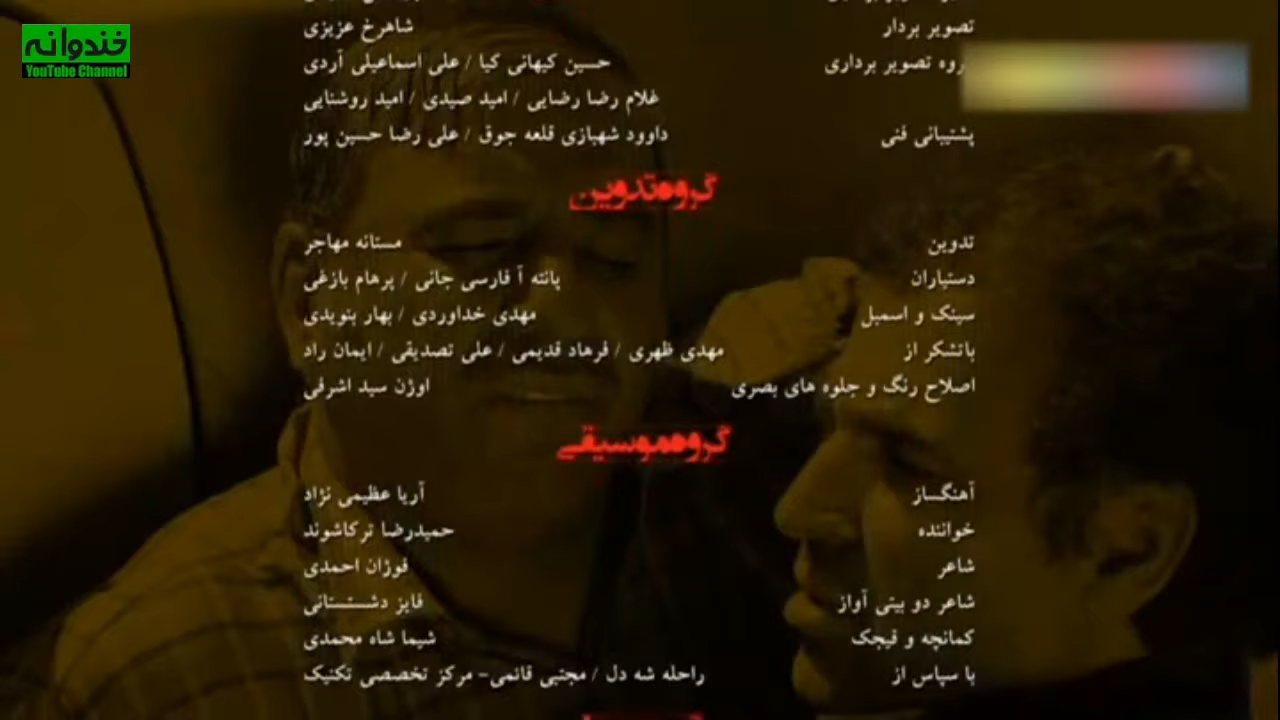 خندوانه
YouTube Channel
تصویر بردار شاهرخ عزیزی
گروه تصویر برداری حسین کیهانی کیا / علی اسماعیلی آردی
غلام رضا رضایی / امید صیدی / امید روشنایی
پشتیبانی فنی داوود شهبازی قلعه جوق / علی رضا حسین پور
گروه تدوین
تدوین مستانه مهاجر
دستیاران پانته آ فارسی جانی / پرهام بازغی
سینک و اسمبل مهدی خداوردی / بهار بنویدی
باتشکر از مهدی ظهری / فرهاد قدیمی / علی تصدیقی / ایمان راد
اصلاح رنگ و جلوه های بصری اوژن سید اشرفی
گروه موسیقی
آهنگساز آریا عظیمی نژاد
خواننده حمیدرضا ترکاشوند
شاعر فوژان احمدی
شاعر دو بیتی آواز فایز دشتستانی
کمانچه و قیجک شیما شاه محمدی
با سپاس از راحله شه دل / مجتبی قائمی- مرکز تخصصی تکنیک